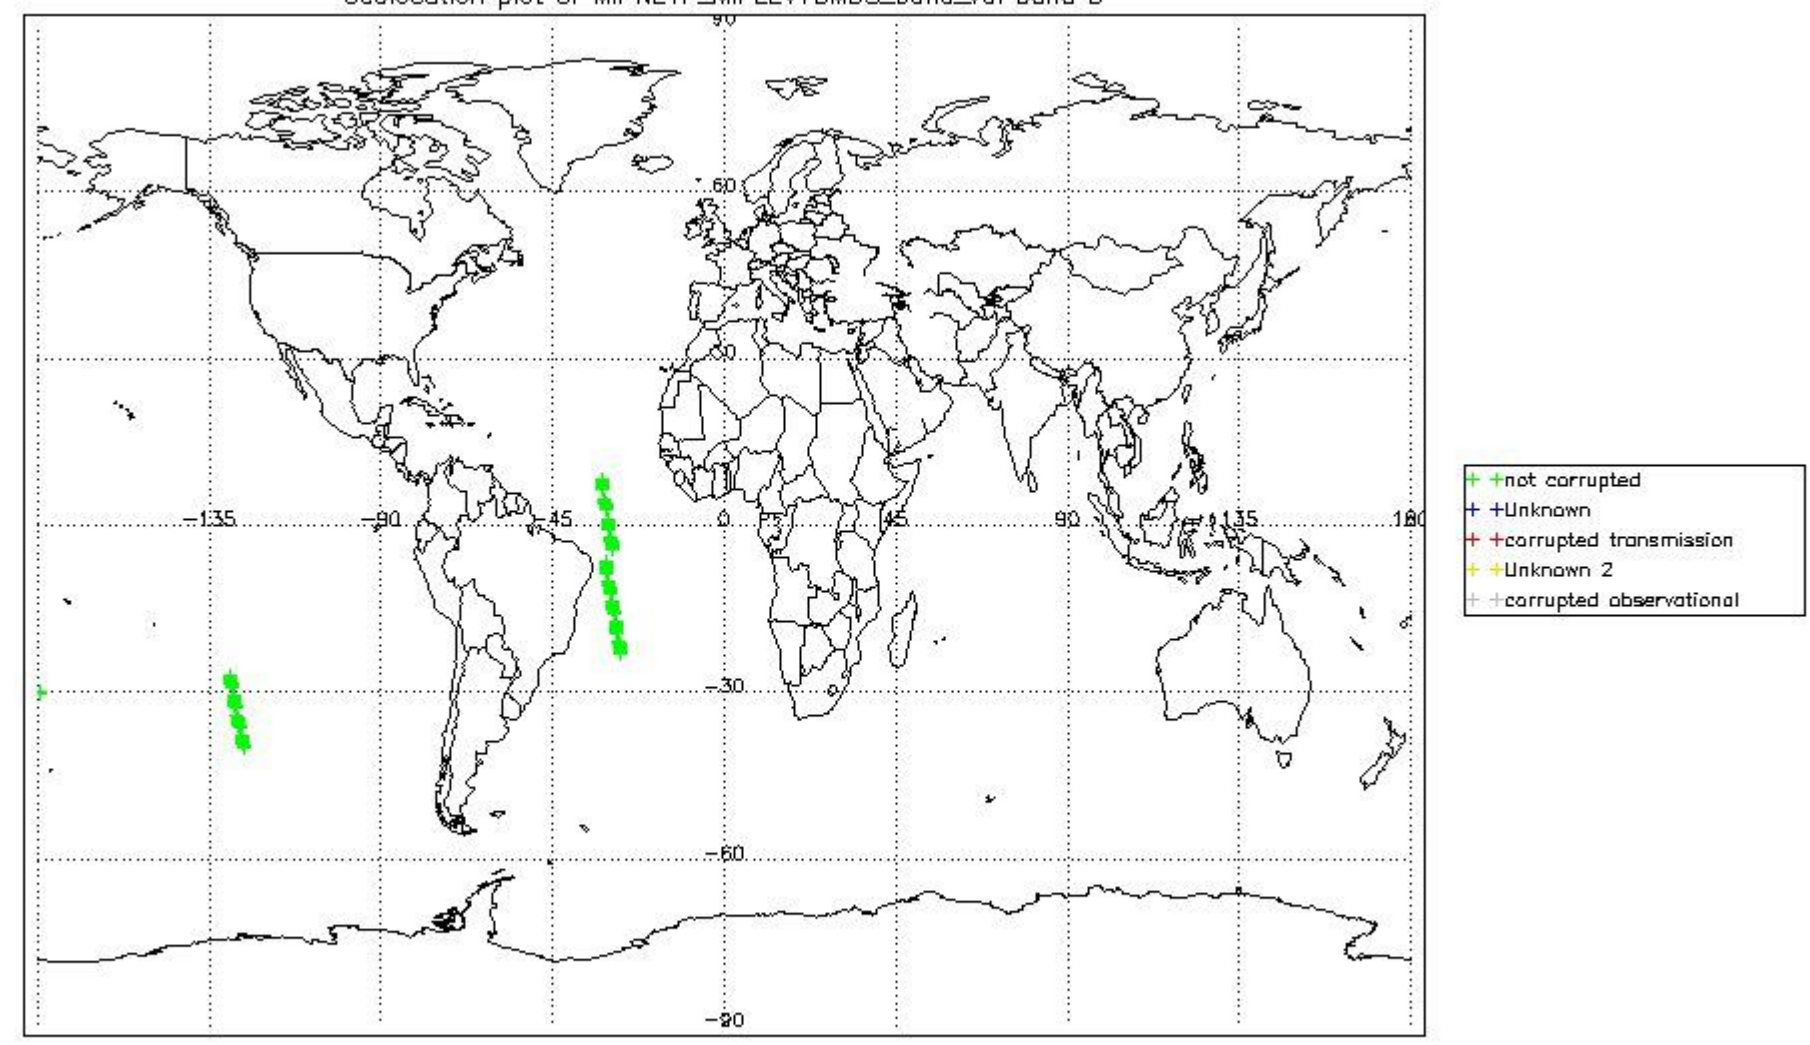 90
60
-135 -90 -45 0 45 90 135 180
-30
-60
-90
not corrupted
Unknown
corrupted transmission
Unknown 2
corrupted observational